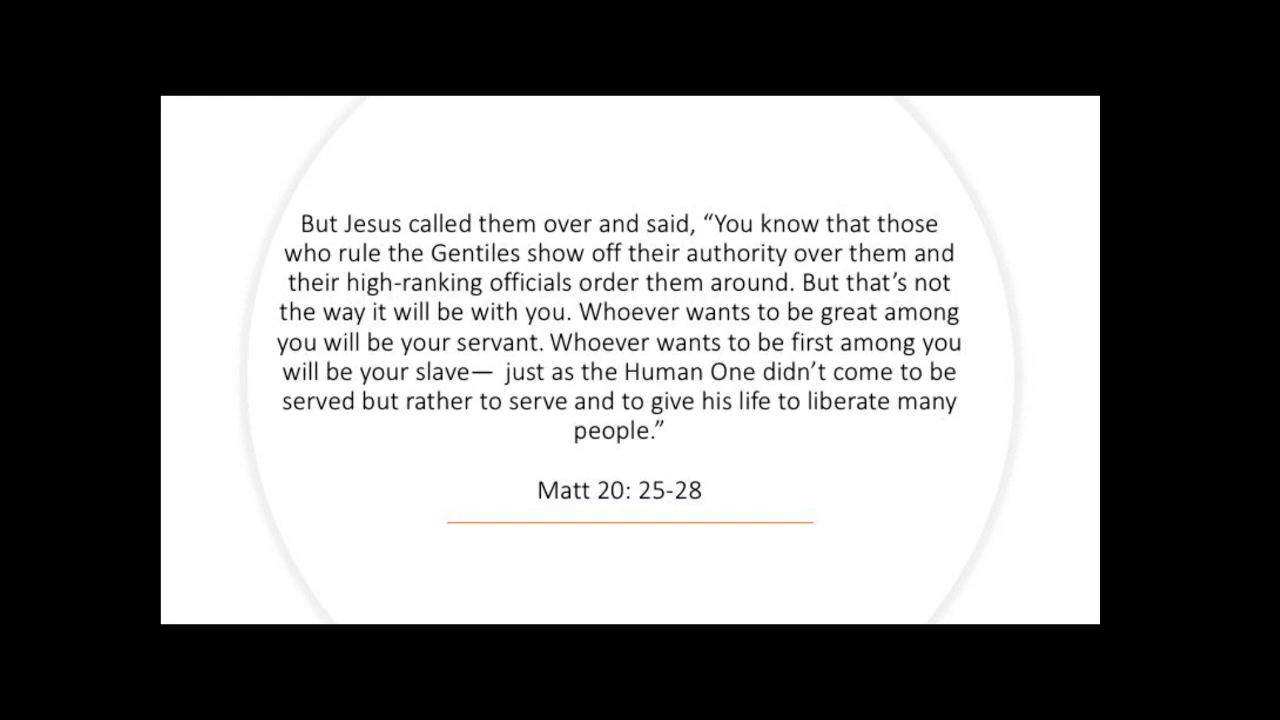 But Jesus called them over and said, “You know that those
who rule the Gentiles show off their authority over them and
their high-ranking officials order them around. But that’s not
the way it will be with you. Whoever wants to be great among
you will be your servant. Whoever wants to be first among you
will be your slave— just as the Human One didn’t come to be
served but rather to serve and to give his life to liberate many
people.”
Matt 20: 25-28